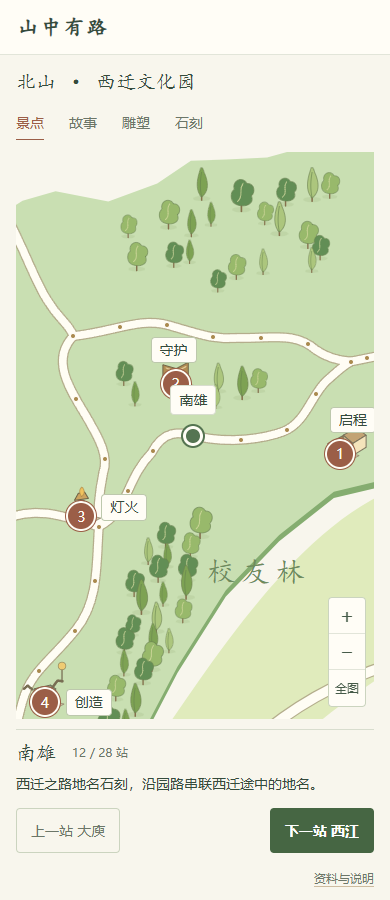 山中有路
北山 • 西迁文化园
景点 故事 雕塑 石刻
守护
2
南雄
启程
1
3
灯火
校友林
+
−
全图
4
创造
南雄 12 / 28 站
西迁之路地名石刻，沿园路串联西迁途中的地名。
上一站 大庾
下一站 西江
资料与说明